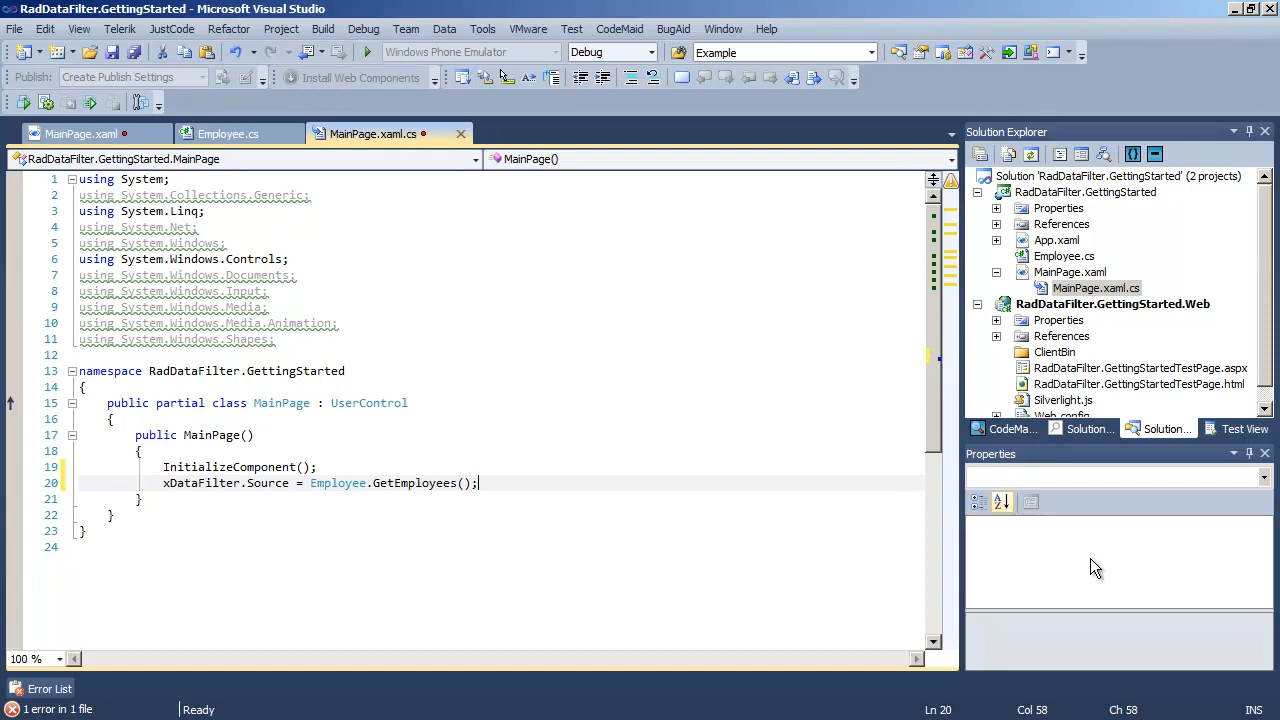 RadDataFilter.GettingStarted - Microsoft Visual Studio
File Edit View Telerik JustCode Refactor Project Build Debug Team Data Tools VMware Test CodeMaid BugAid Window Help
Windows Phone Emulator Debug Example
Publish: Create Publish Settings Install Web Components
MainPage.xaml Employee.cs MainPage.xaml.cs
RadDataFilter.GettingStarted.MainPage MainPage()
1 using System;
2 using System.Collections.Generic;
3 using System.Linq;
4 using System.Net;
5 using System.Windows;
6 using System.Windows.Controls;
7 using System.Windows.Documents;
8 using System.Windows.Input;
9 using System.Windows.Media;
10 using System.Windows.Media.Animation;
11 using System.Windows.Shapes;
12
13 namespace RadDataFilter.GettingStarted
14 {
15 public partial class MainPage : UserControl
16 {
17 public MainPage()
18 {
19 InitializeComponent();
20 xDataFilter.Source = Employee.GetEmployees();
21 }
22 }
23 }
24
100 %
Solution Explorer
Solution 'RadDataFilter.GettingStarted' (2 projects)
RadDataFilter.GettingStarted
Properties
References
App.xaml
Employee.cs
MainPage.xaml
MainPage.xaml.cs
RadDataFilter.GettingStarted.Web
Properties
References
ClientBin
RadDataFilter.GettingStartedTestPage.aspx
RadDataFilter.GettingStartedTestPage.html
Silverlight.js
Web.config
CodeMa... Solution... Solution... Test View
Properties
Error List
1 error in 1 file Ready Ln 20 Col 58 Ch 58 INS